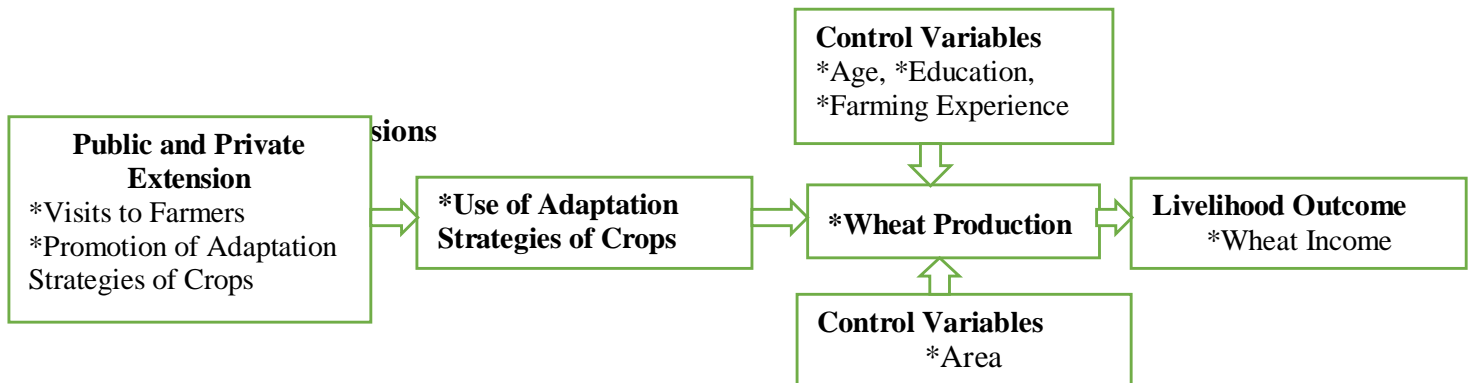 Control Variables
*Age, *Education,
*Farming Experience
sions
Public and Private
Extension
*Visits to Farmers
*Promotion of Adaptation
Strategies of Crops
*Use of Adaptation
Strategies of Crops
*Wheat Production
Livelihood Outcome
*Wheat Income
Control Variables
*Area